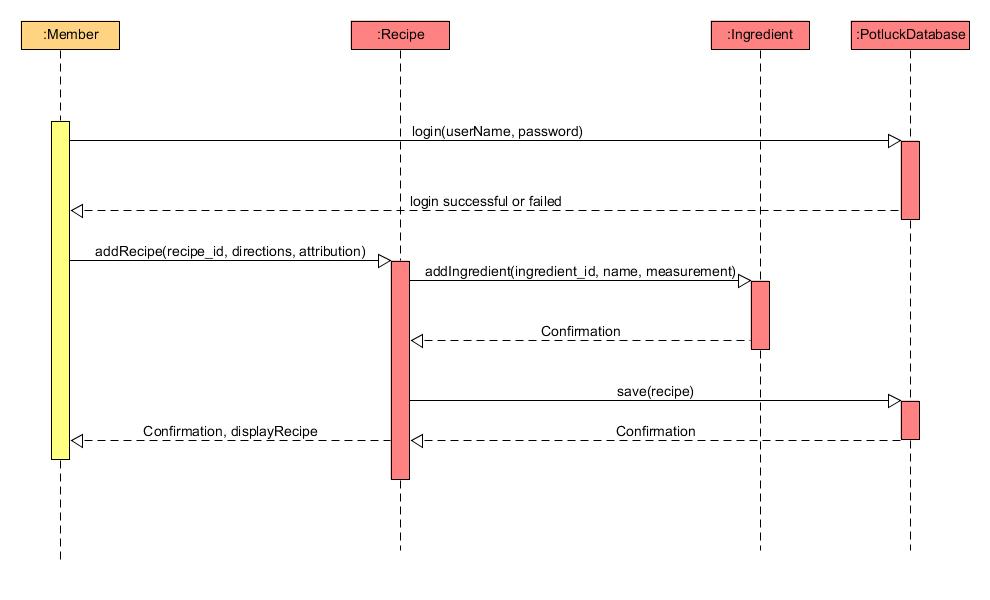 :Member
:Recipe
:Ingredient
:PotluckDatabase
login(userName, password)
login successful or failed
addRecipe(recipe_id, directions, attribution)
addIngredient(ingredient_id, name, measurement)
Confirmation
save(recipe)
Confirmation, displayRecipe
Confirmation